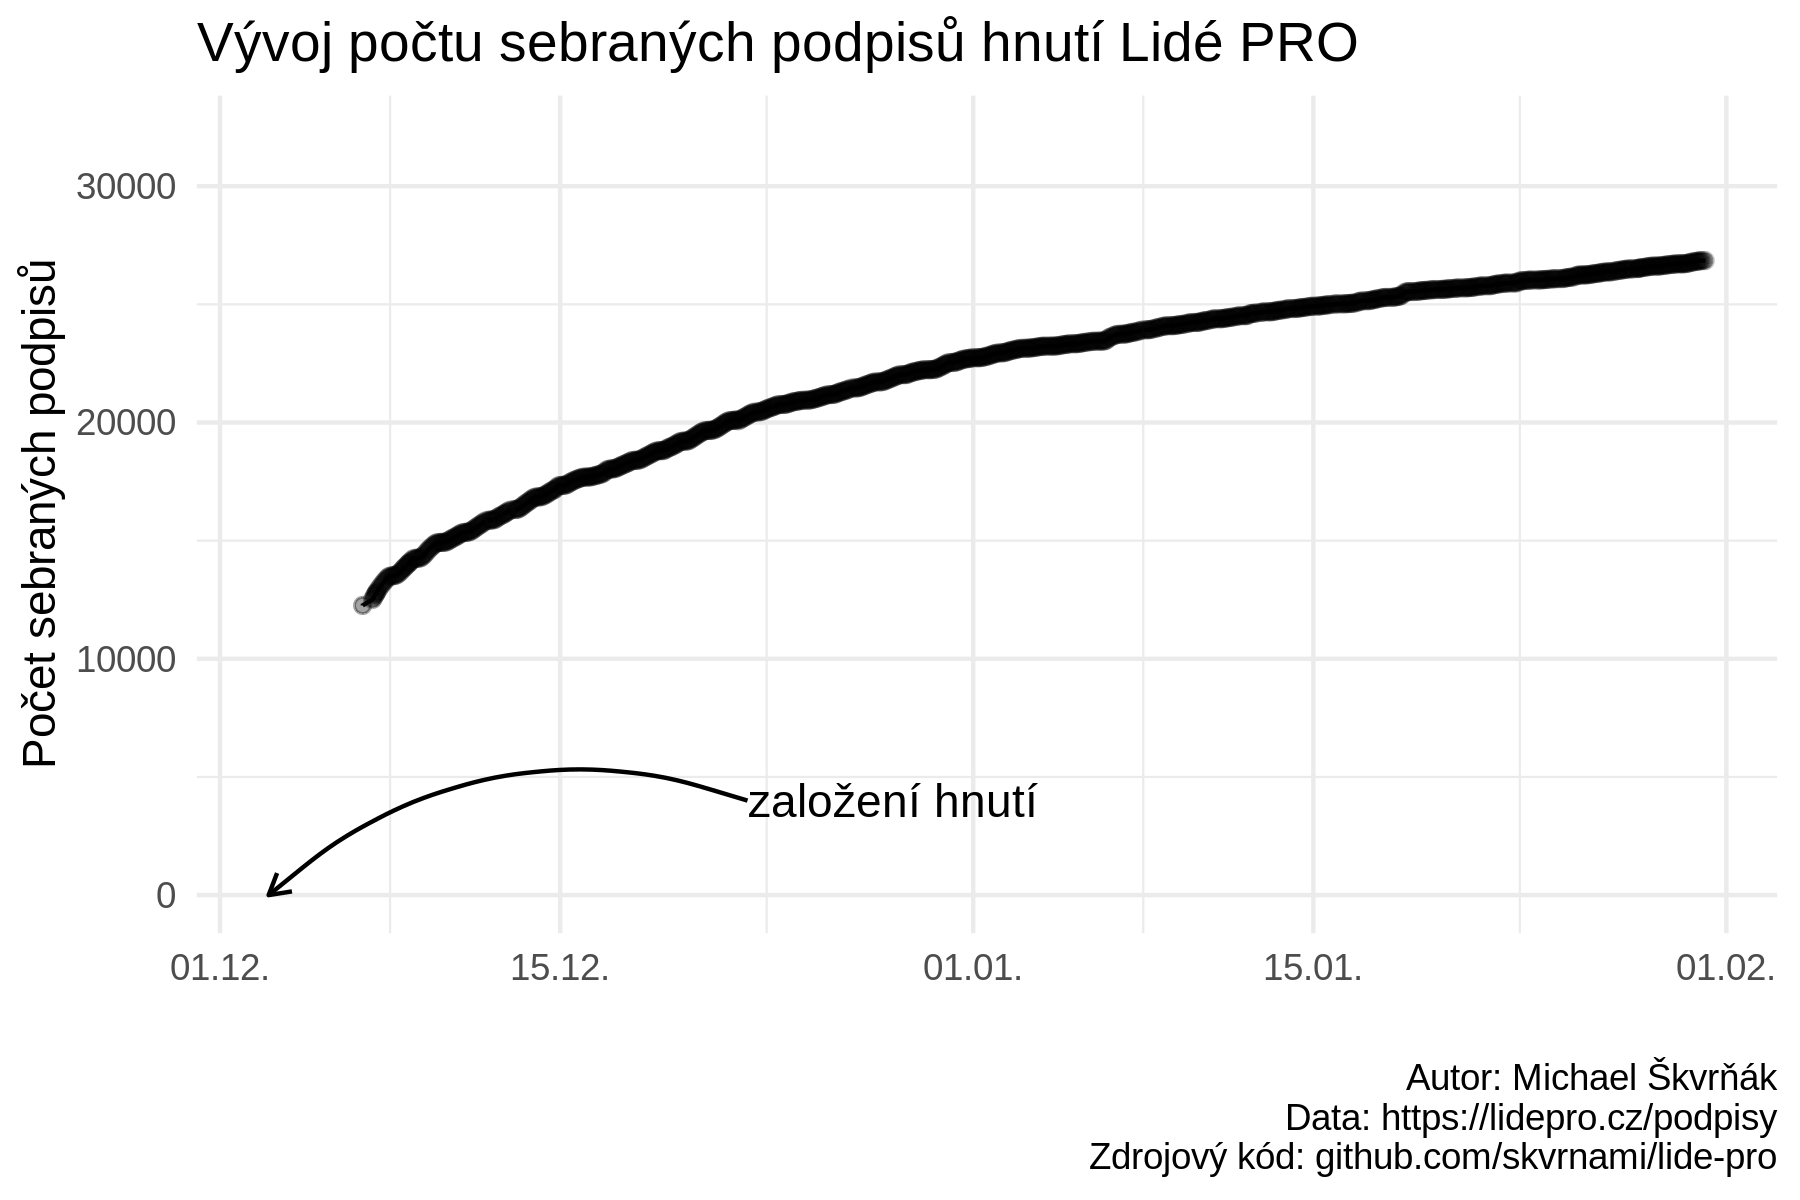 Vývoj počtu sebraných podpisů hnutí Lidé PRO
Počet sebraných podpisů
30000
20000
10000
0
založení hnutí
01.12.
15.12.
01.01.
15.01.
01.02.
Autor: Michael Škvrňák
Data: https://lidepro.cz/podpisy
Zdrojový kód: github.com/skvrnami/lide-pro